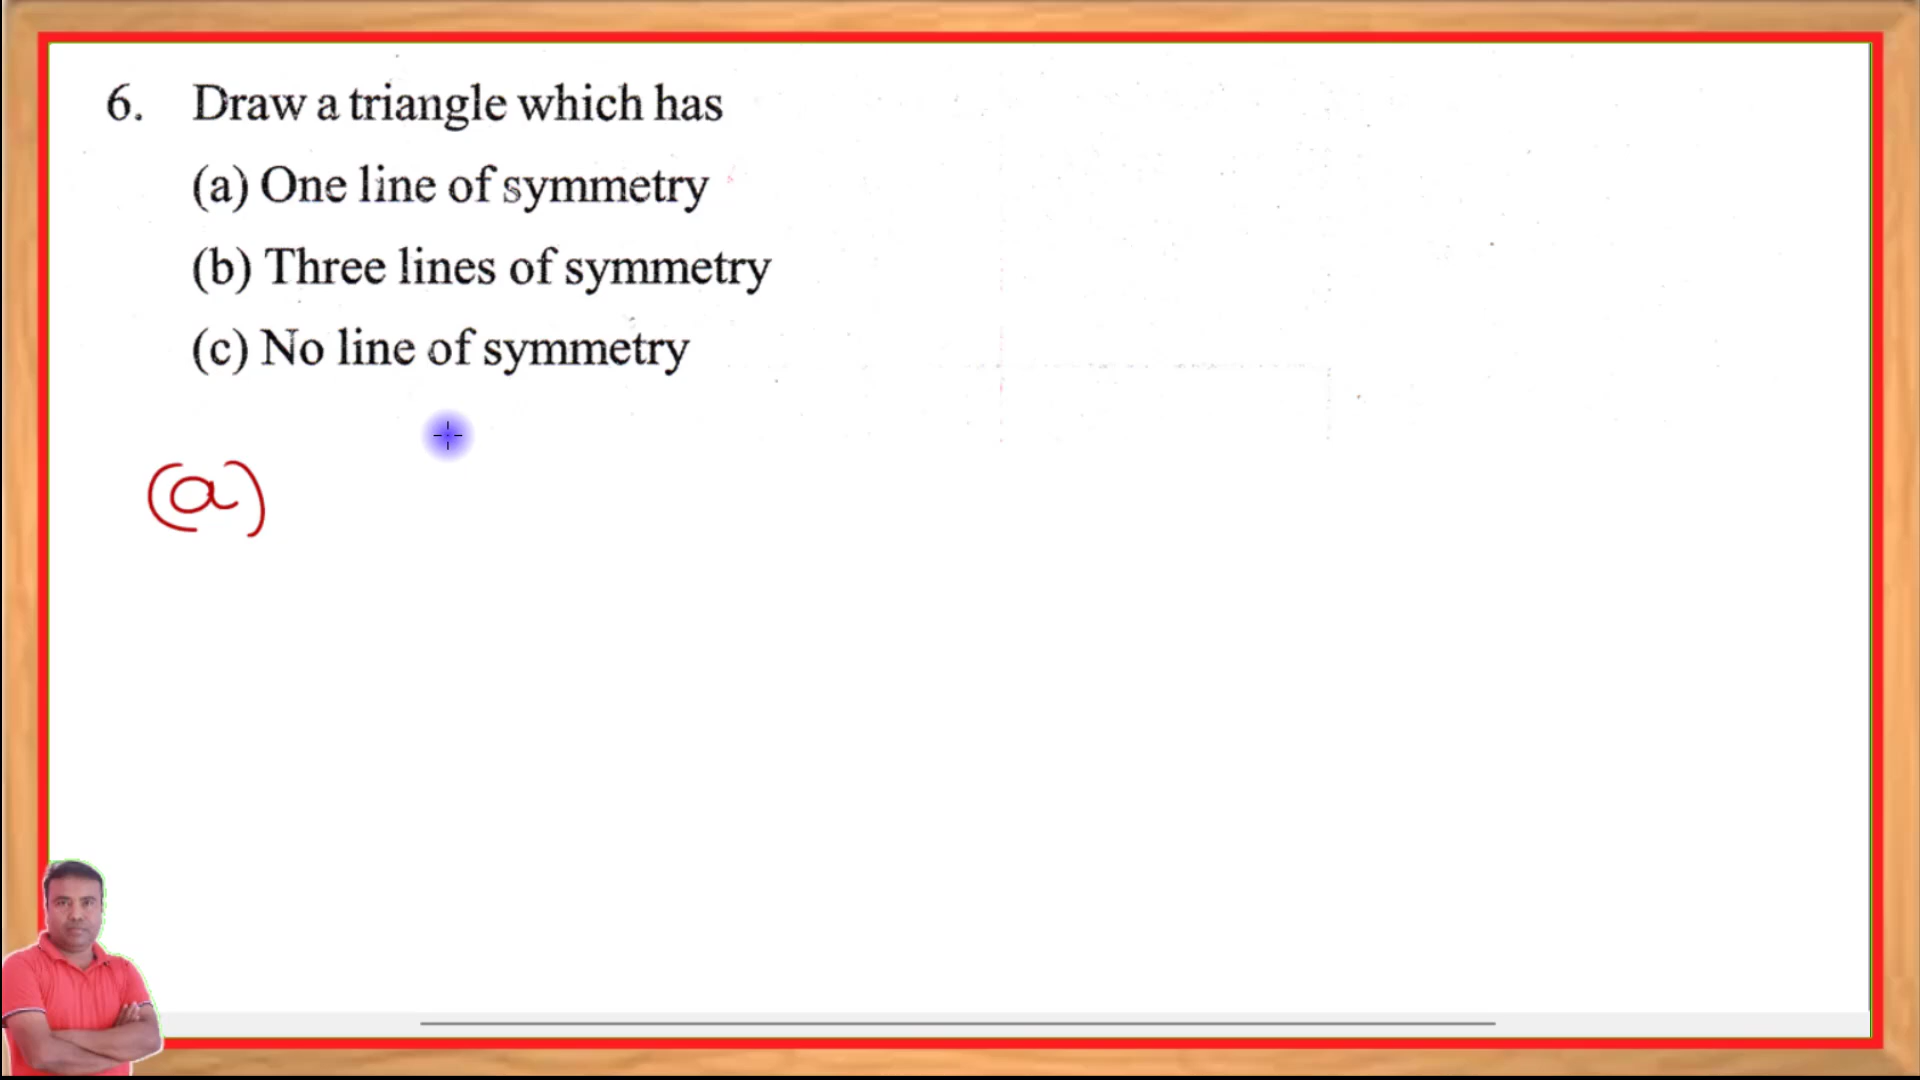 6. Draw a triangle which has
(a) One line of symmetry
(b) Three lines of symmetry
(c) No line of symmetry
(a)